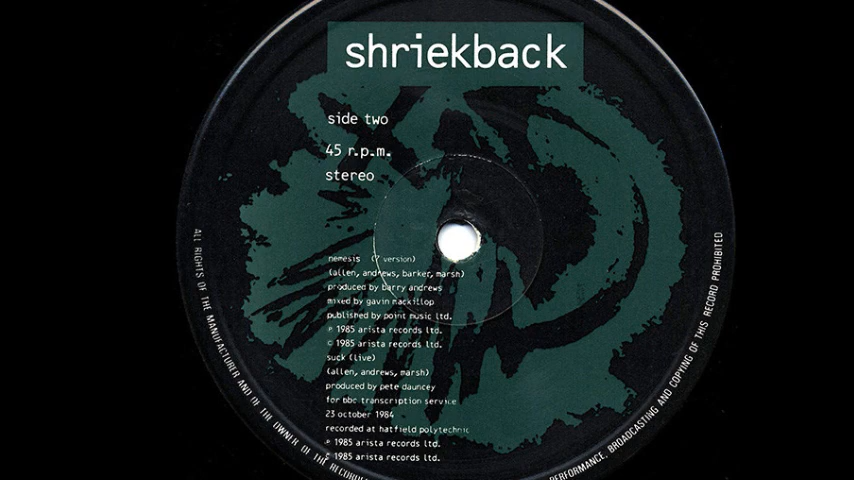 shriekback
side two
45 r.p.m.
stereo
nemesis (7 version)
(allen, andrews, barker, marsh)
produced by barry andrews
mixed by gavin mackillop
published by point music ltd.
℗ 1985 arista records ltd.
© 1985 arista records ltd.
suck (live)
(allen, andrews, marsh)
produced by pete dauncey
for bbc transcription service
23 october 1984
recorded at hatfield polytechnic
℗ 1985 arista records ltd.
© 1985 arista records ltd.
ALL RIGHTS OF THE MANUFACTURER AND OF THE OWNER OF THE
PERFORMANCE, BROADCASTING AND COPYING OF THIS RECORD PROHIBITED